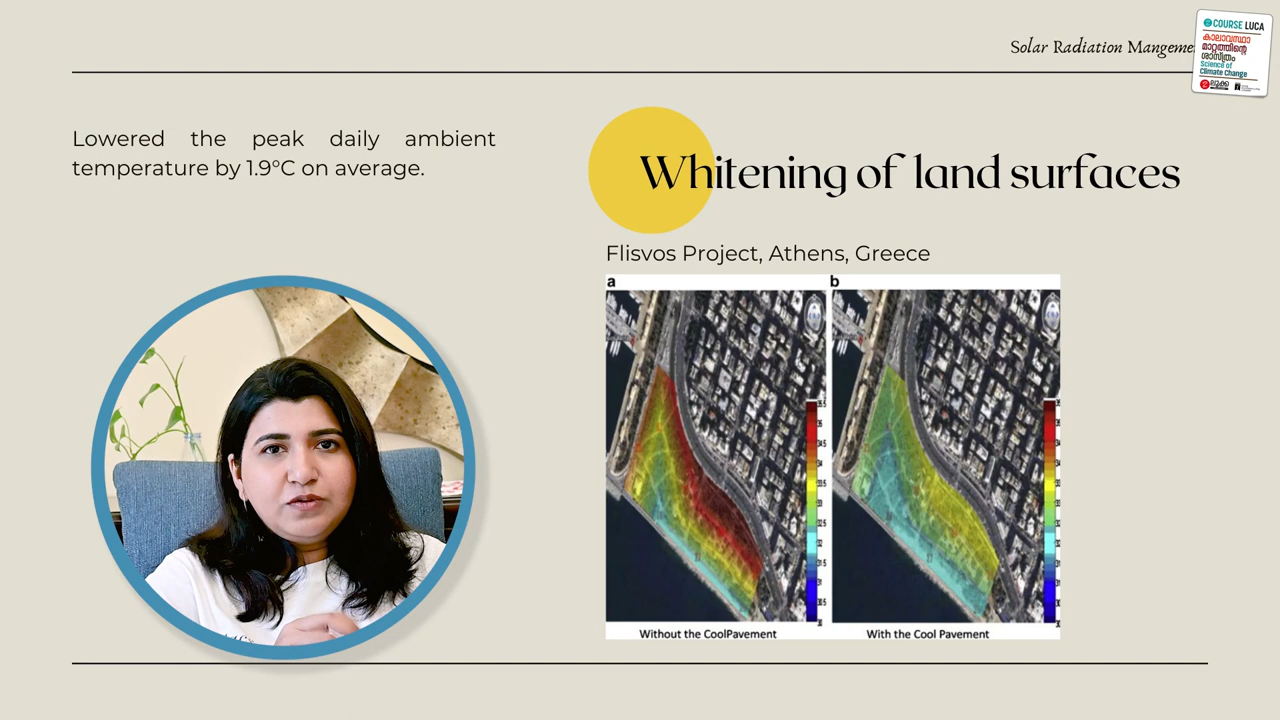 Solar Radiation Mangeme
COURSE LUCA
കാലാവസ്ഥാ
മാറ്റത്തിന്റെ
ശാസ്ത്രം
Science of
Climate Change
ലൂക്ക
Lowered the peak daily ambient
temperature by 1.9°C on average.
Whitening of land surfaces
Flisvos Project, Athens, Greece
a
b
Without the CoolPavement
With the Cool Pavement